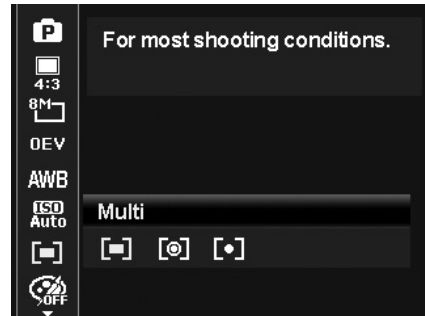 P
For most shooting conditions.
4:3
8M
0EV
AWB
ISO
Auto
Multi
OFF